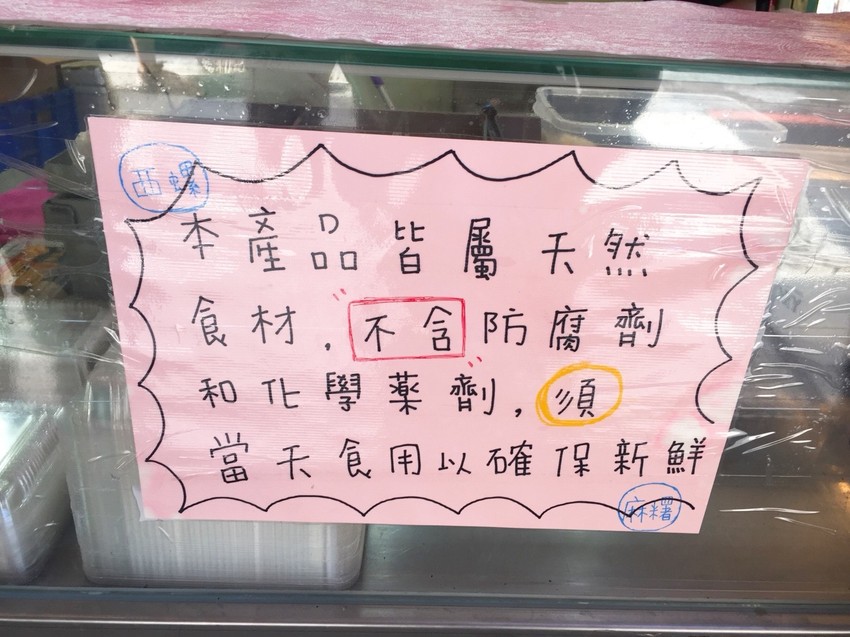 西螺
本產品皆屬天然
食材，不含防腐劑
和化學藥劑，須
當天食用以確保新鮮
麻糬